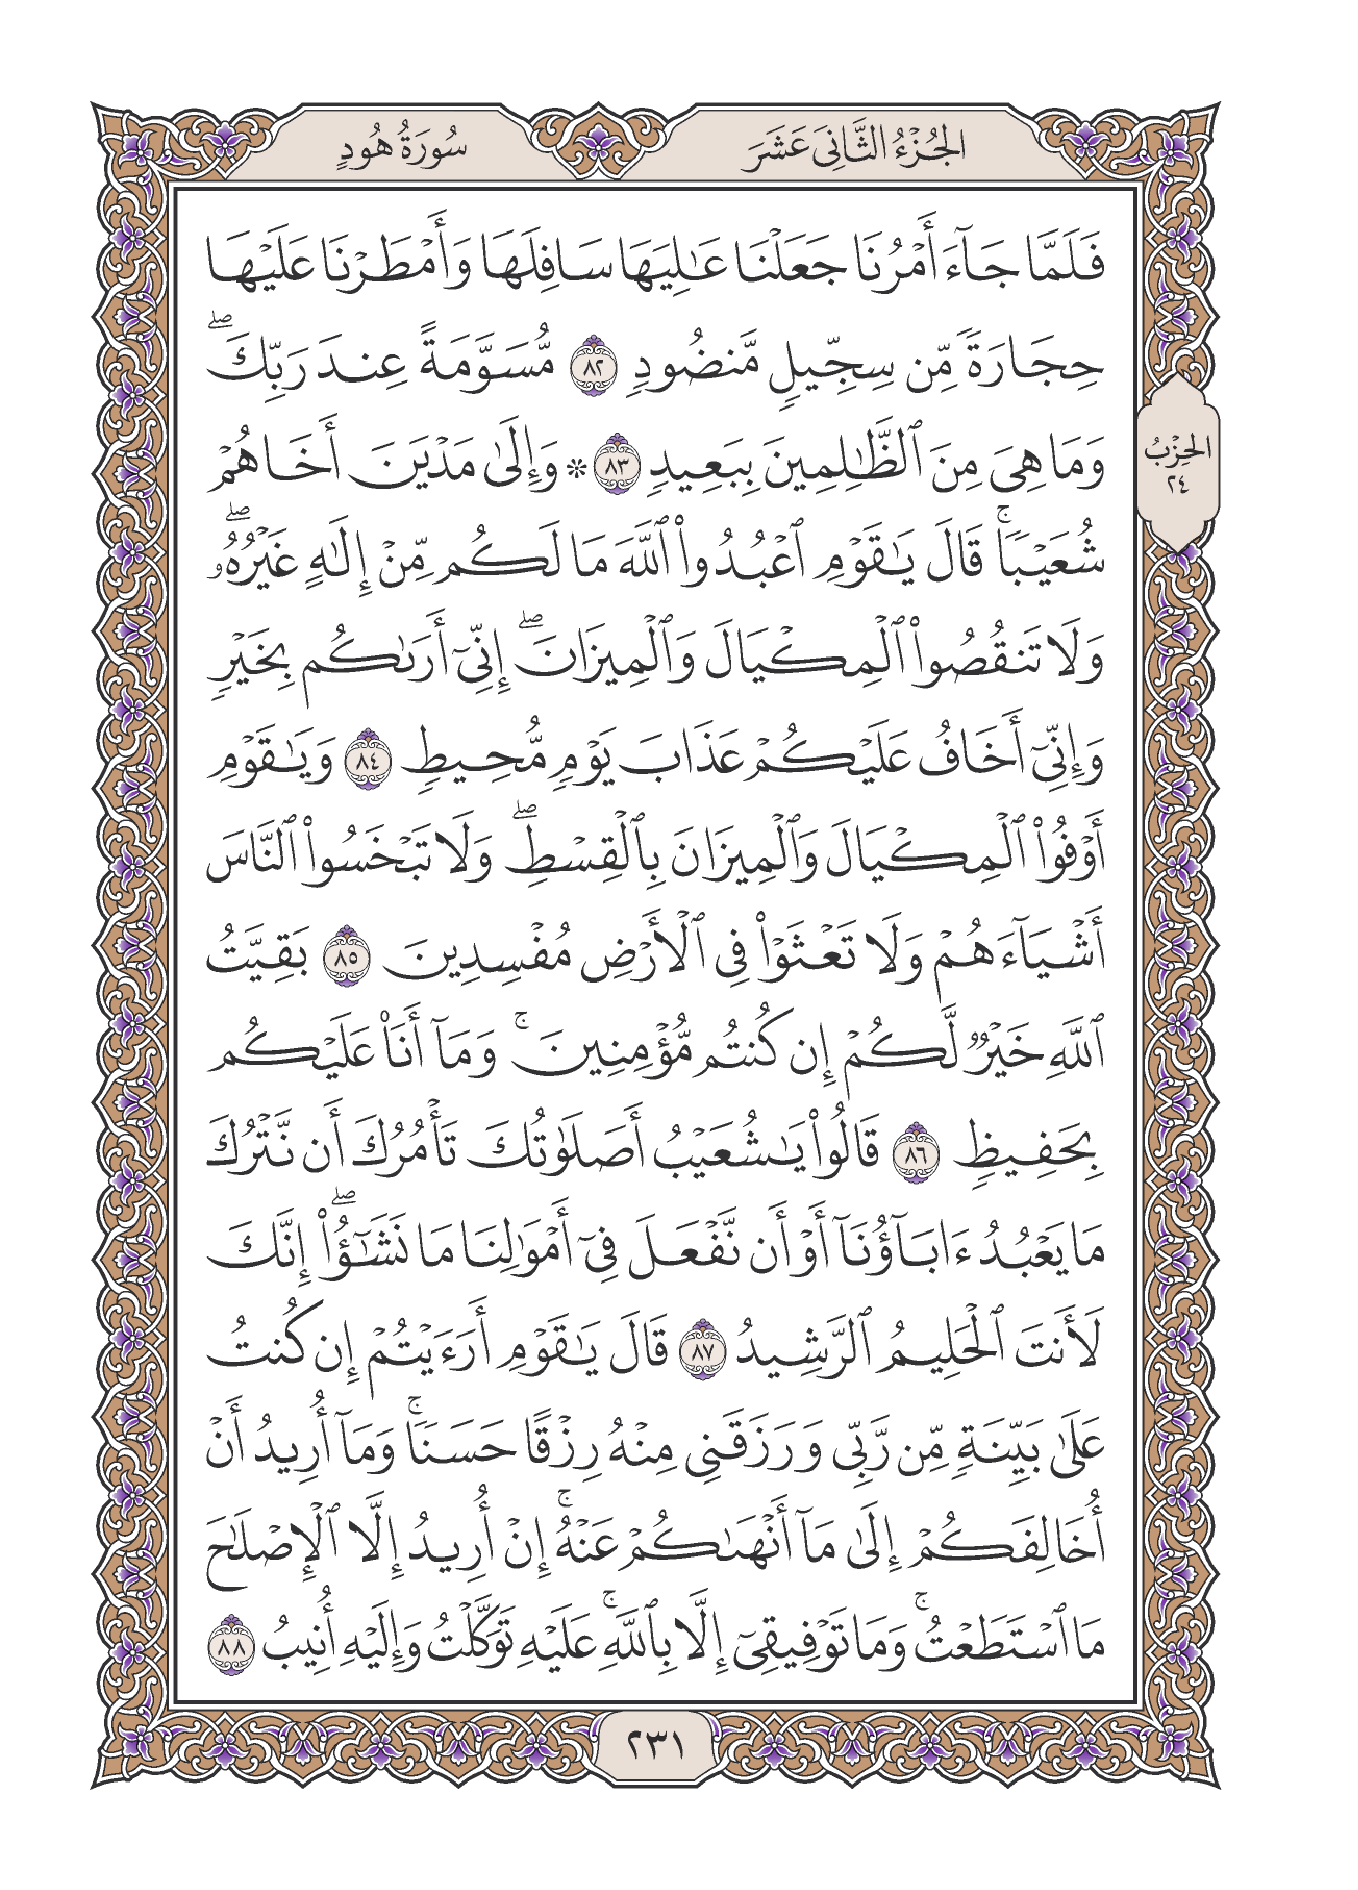 الجُزْءُ الثَّانِيَ عَشَرَ
سُورَةُ هُودٍ
فَلَمَّا جَآءَ أَمْرُنَا جَعَلْنَا عَٰلِيَهَا سَافِلَهَا وَأَمْطَرْنَا عَلَيْهَا
حِجَارَةً مِّن سِجِّيلٍ مَّنضُودٍ ٨٢ مُّسَوَّمَةً عِندَ رَبِّكَۖ
وَمَا هِيَ مِنَ ٱلظَّٰلِمِينَ بِبَعِيدٍ ٨٣ ۞ وَإِلَىٰ مَدْيَنَ أَخَاهُمْ
شُعَيْبًاۚ قَالَ يَٰقَوْمِ ٱعْبُدُوا۟ ٱللَّهَ مَا لَكُم مِّنْ إِلَٰهٍ غَيْرُهُۥۖ
وَلَا تَنقُصُوا۟ ٱلْمِكْيَالَ وَٱلْمِيزَانَۖ إِنِّيٓ أَرَىٰكُم بِخَيْرٍ
وَإِنِّيٓ أَخَافُ عَلَيْكُمْ عَذَابَ يَوْمٍ مُّحِيطٍ ٨٤ وَيَٰقَوْمِ
أَوْفُوا۟ ٱلْمِكْيَالَ وَٱلْمِيزَانَ بِٱلْقِسْطِۖ وَلَا تَبْخَسُوا۟ ٱلنَّاسَ
أَشْيَآءَهُمْ وَلَا تَعْثَوْا۟ فِي ٱلْأَرْضِ مُفْسِدِينَ ٨٥ بَقِيَّتُ
ٱللَّهِ خَيْرٌ لَّكُمْ إِن كُنتُم مُّؤْمِنِينَۚ وَمَآ أَنَا۠ عَلَيْكُم
بِحَفِيظٍ ٨٦ قَالُوا۟ يَٰشُعَيْبُ أَصَلَوٰتُكَ تَأْمُرُكَ أَن نَّتْرُكَ
مَا يَعْبُدُ ءَابَآؤُنَآ أَوْ أَن نَّفْعَلَ فِيٓ أَمْوَٰلِنَا مَا نَشَٰٓؤُا۟ۖ إِنَّكَ
لَأَنتَ ٱلْحَلِيمُ ٱلرَّشِيدُ ٨٧ قَالَ يَٰقَوْمِ أَرَءَيْتُمْ إِن كُنتُ
عَلَىٰ بَيِّنَةٍ مِّن رَّبِّي وَرَزَقَنِي مِنْهُ رِزْقًا حَسَنًاۚ وَمَآ أُرِيدُ أَنْ
أُخَالِفَكُمْ إِلَىٰ مَآ أَنْهَىٰكُمْ عَنْهُۚ إِنْ أُرِيدُ إِلَّا ٱلْإِصْلَٰحَ
مَا ٱسْتَطَعْتُۚ وَمَا تَوْفِيقِيٓ إِلَّا بِٱللَّهِۚ عَلَيْهِ تَوَكَّلْتُ وَإِلَيْهِ أُنِيبُ ٨٨
الحِزْبُ
٢٤
٢٣١